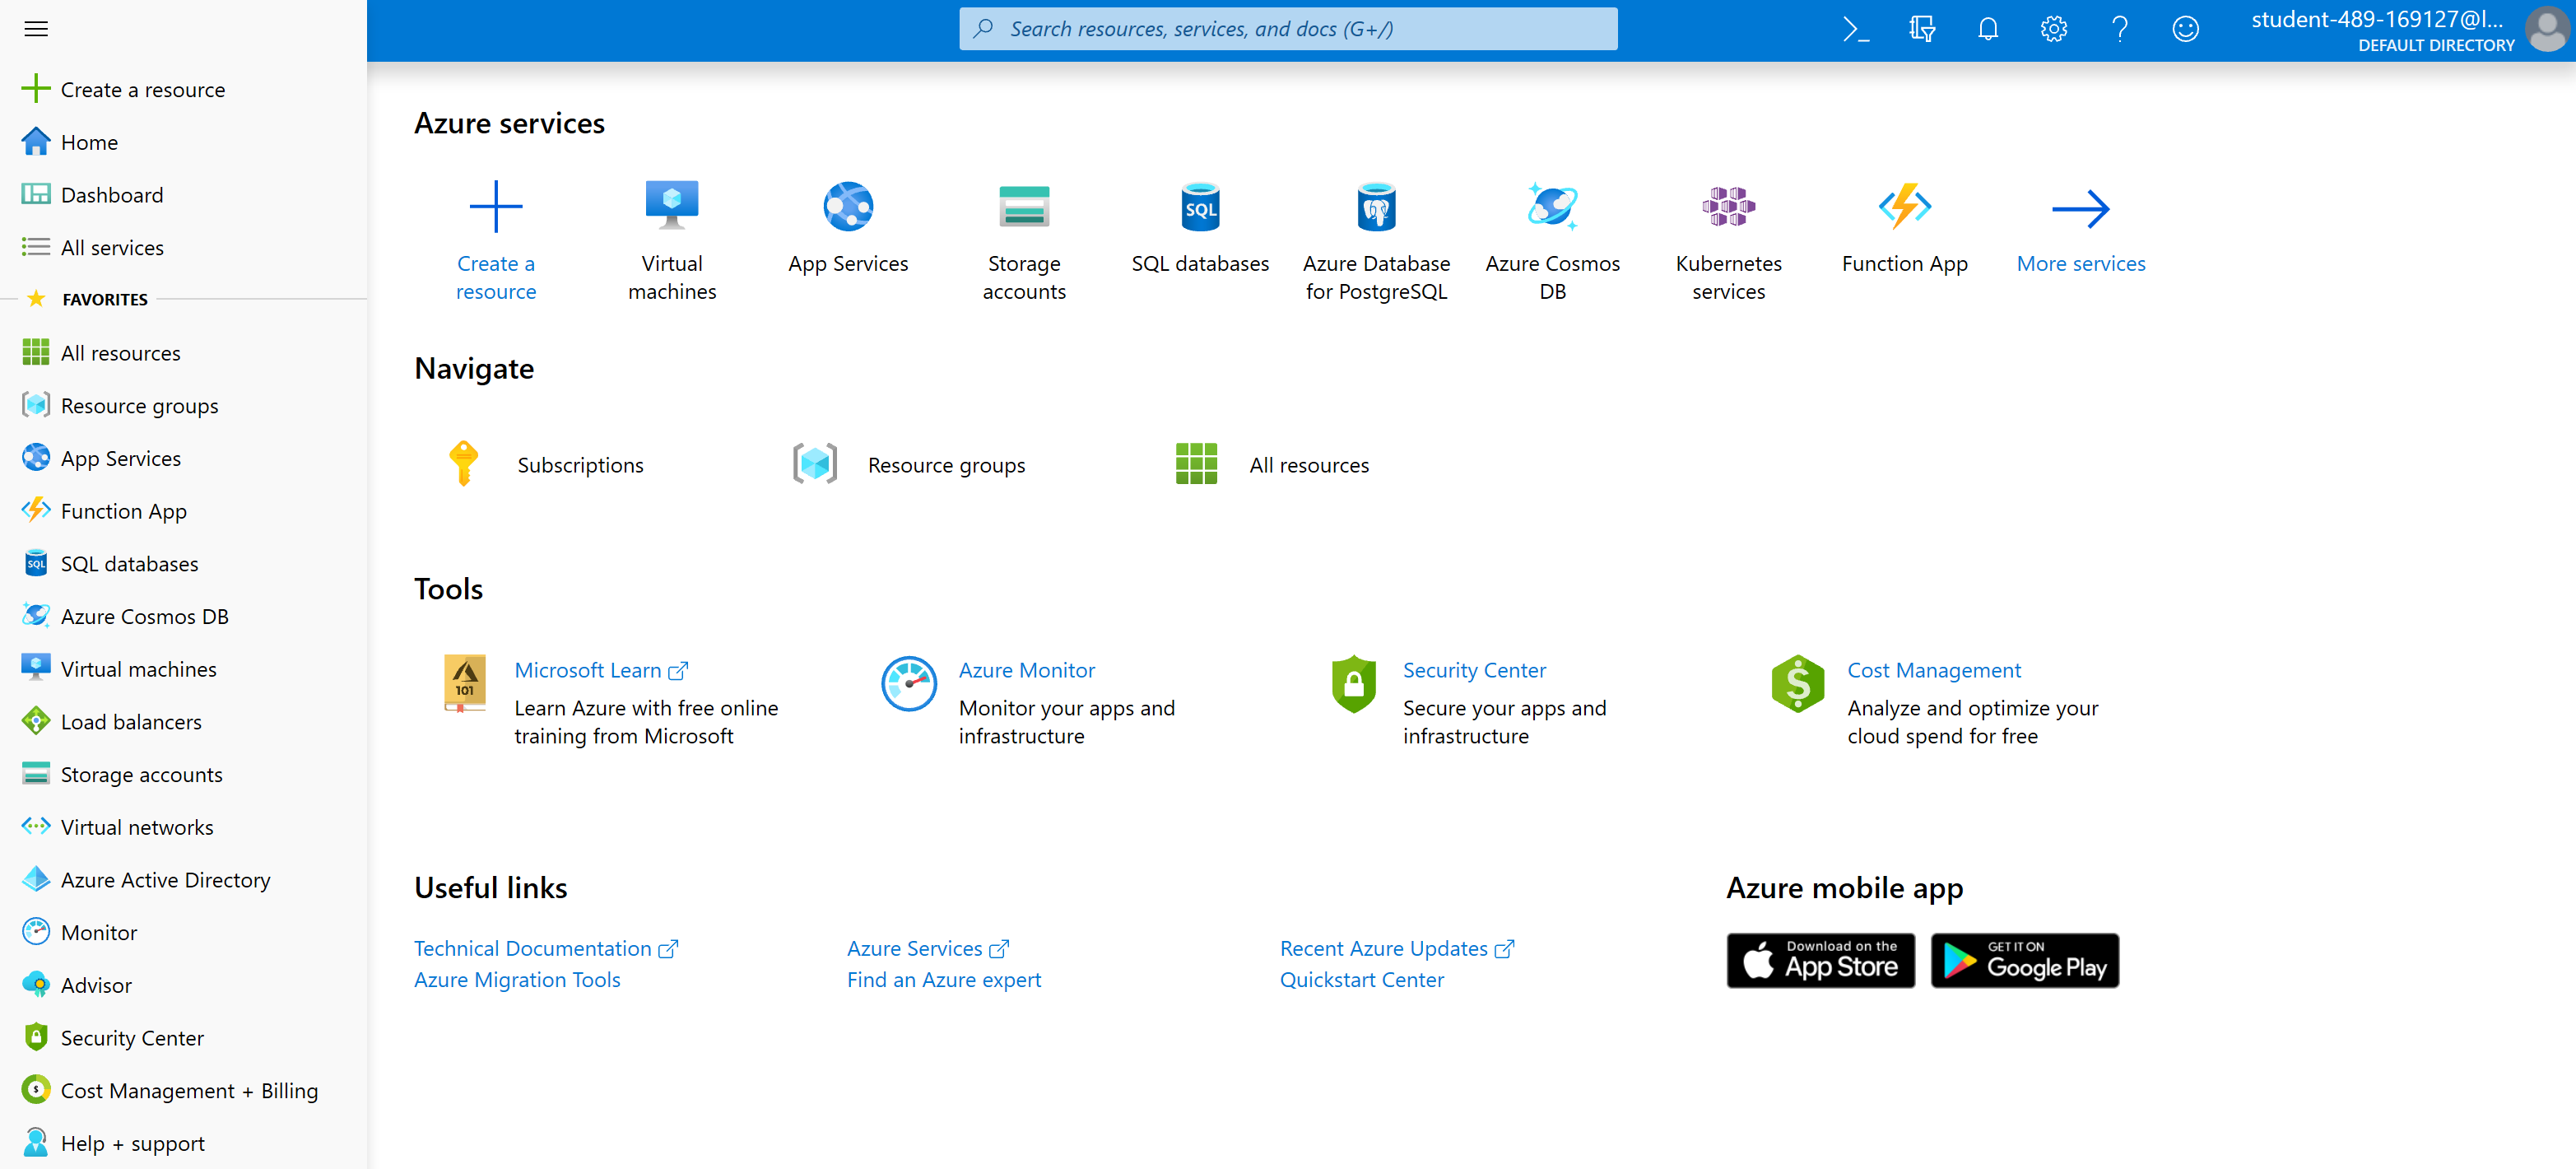 Search resources, services, and docs (G+/)
student-489-169127@l...
DEFAULT DIRECTORY
Create a resource
Home
Dashboard
All services
FAVORITES
All resources
Resource groups
App Services
Function App
SQL databases
Azure Cosmos DB
Virtual machines
Load balancers
Storage accounts
Virtual networks
Azure Active Directory
Monitor
Advisor
Security Center
Cost Management + Billing
Help + support
Azure services
Create a
resource
Virtual
machines
App Services
Storage
accounts
SQL
SQL databases
Azure Database
for PostgreSQL
Azure Cosmos
DB
Kubernetes
services
Function App
More services
Navigate
Subscriptions
Resource groups
All resources
Tools
101
Microsoft Learn
Learn Azure with free online
training from Microsoft
Azure Monitor
Monitor your apps and
infrastructure
Security Center
Secure your apps and
infrastructure
Cost Management
Analyze and optimize your
cloud spend for free
Useful links
Technical Documentation
Azure Services
Recent Azure Updates
Azure Migration Tools
Find an Azure expert
Quickstart Center
Azure mobile app
Download on the
App Store
GET IT ON
Google Play